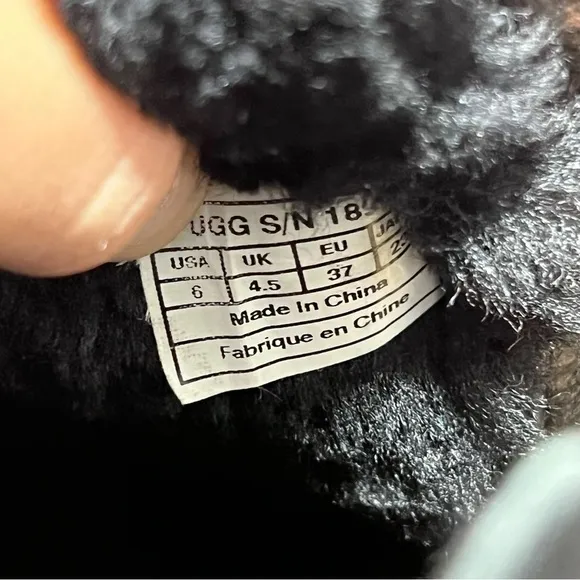 UGG S/N 18
USA UK EU
6 4.5 37
Made In China
Fabrique en Chine